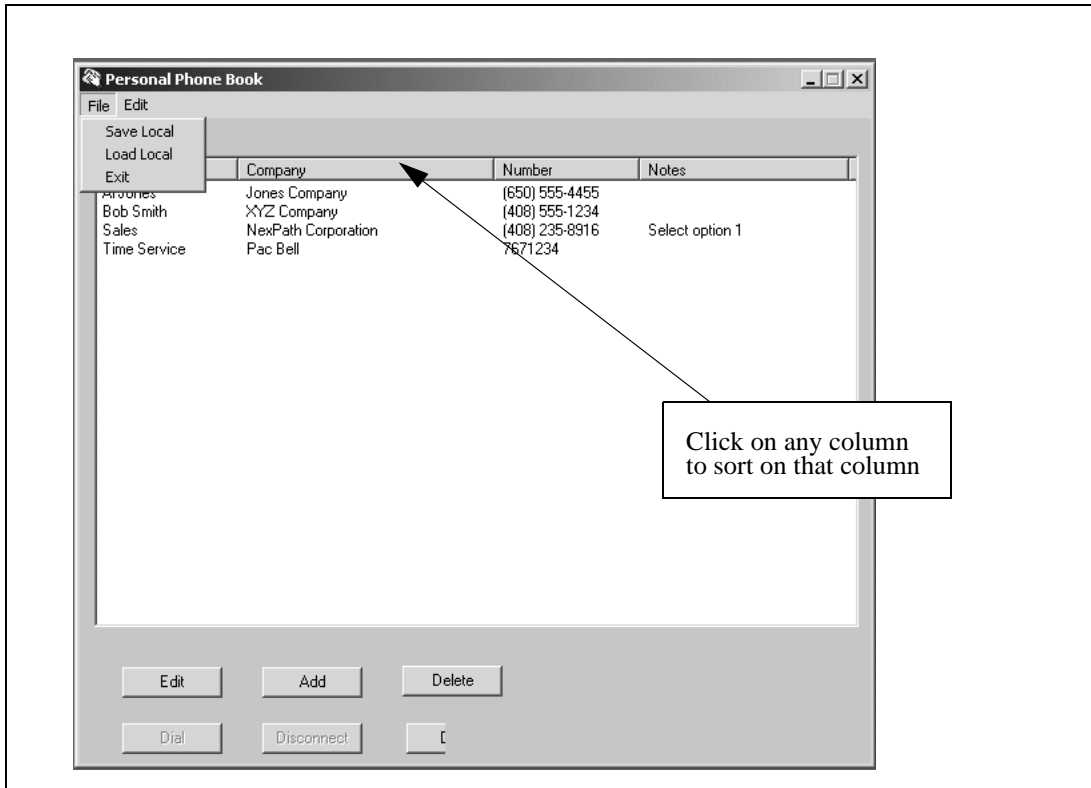 Personal Phone Book
File Edit
Save Local
Load Local
Exit
Company Number Notes
Al Jones Jones Company (650) 555-4455
Bob Smith XYZ Company (408) 555-1234
Sales NexPath Corporation (408) 235-8916 Select option 1
Time Service Pac Bell 7671234
Click on any column
to sort on that column
Edit Add Delete
Dial Disconnect